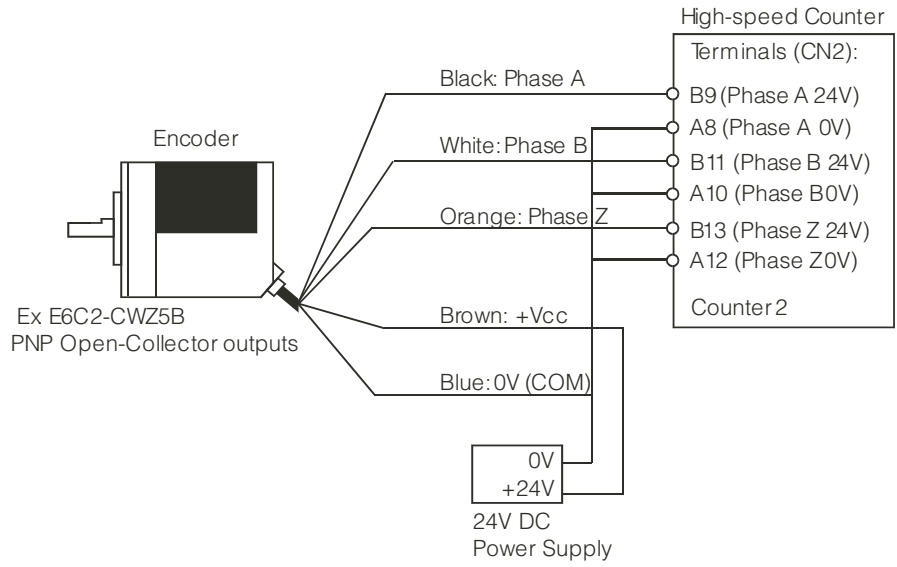 High-speed Counter
Terminals (CN2):
Black: Phase A
B9 (Phase A 24V)
A8 (Phase A 0V)
Encoder
White: Phase B
B11 (Phase B 24V)
A10 (Phase B 0V)
Orange: Phase Z
B13 (Phase Z 24V)
A12 (Phase Z 0V)
Counter 2
Ex E6C2-CWZ5B
PNP Open-Collector outputs
Brown: +Vcc
Blue: 0V (COM)
0V
+24V
24V DC
Power Supply